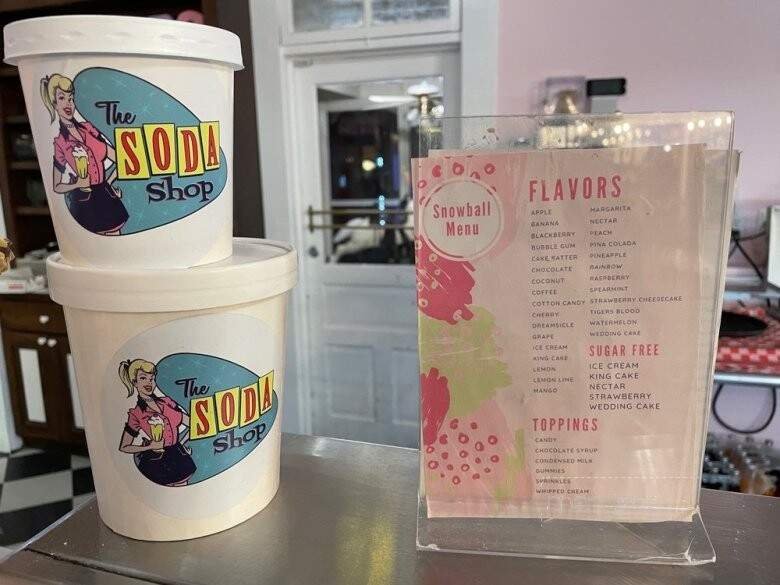 The
SODA
Shop
The
SODA
Shop
Snowball
Menu
FLAVORS
APPLE
BANANA
BLACKBERRY
BUBBLE GUM
CAKE BATTER
CHOCOLATE
COCONUT
COFFEE
COTTON CANDY
CHERRY
DREAMSICLE
GRAPE
ICE CREAM
KING CAKE
LEMON
LEMON LIME
MANGO
MARGARITA
NECTAR
PEACH
PINA COLADA
PINEAPPLE
RAINBOW
RASPBERRY
SPEARMINT
STRAWBERRY CHEESECAKE
TIGERS BLOOD
WATERMELON
WEDDING CAKE
SUGAR FREE
ICE CREAM
KING CAKE
NECTAR
STRAWBERRY
WEDDING CAKE
TOPPINGS
CANDY
CHOCOLATE SYRUP
CONDENSED MILK
GUMMIES
SPRINKLES
WHIPPED CREAM